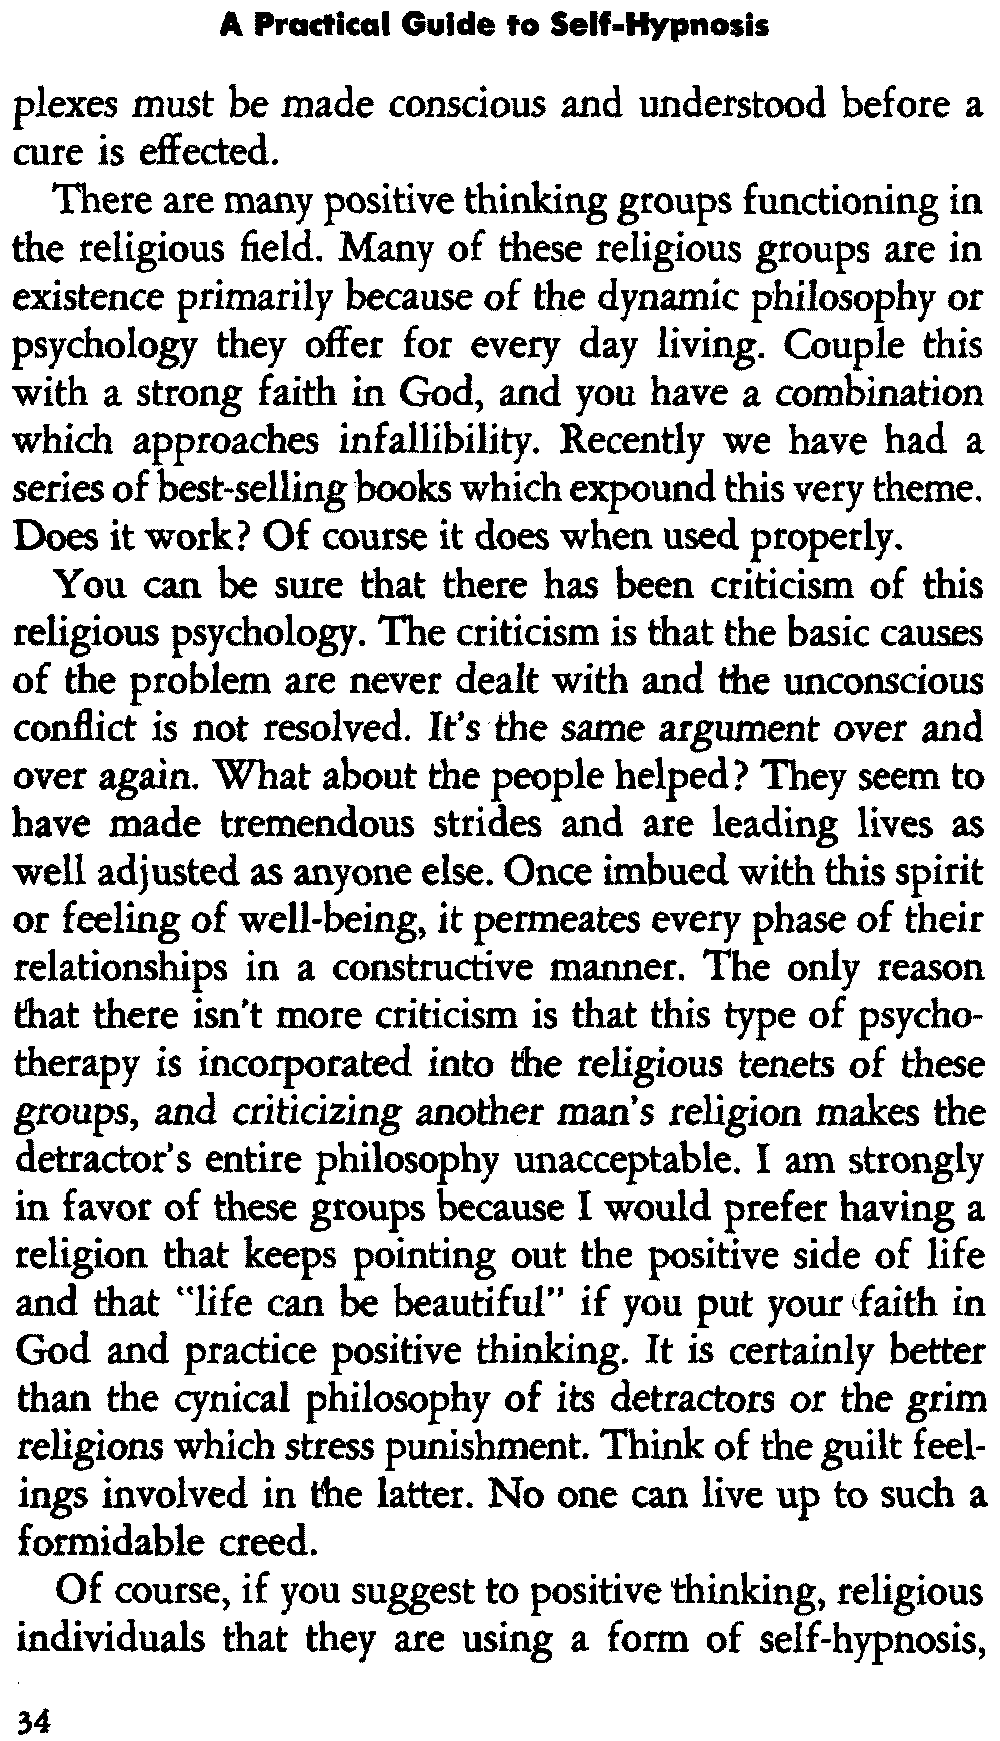 A Practical Guide to Self-Hypnosis
plexes must be made conscious and understood before a
cure is effected.
There are many positive thinking groups functioning in
the religious field. Many of these religious groups are in
existence primarily because of the dynamic philosophy or
psychology they offer for every day living. Couple this
with a strong faith in God, and you have a combination
which approaches infallibility. Recently we have had a
series of best-selling books which expound this very theme.
Does it work? Of course it does when used properly.
You can be sure that there has been criticism of this
religious psychology. The criticism is that the basic causes
of the problem are never dealt with and the unconscious
conflict is not resolved. It's the same argument over and
over again. What about the people helped? They seem to
have made tremendous strides and are leading lives as
well adjusted as anyone else. Once imbued with this spirit
or feeling of well-being, it permeates every phase of their
relationships in a constructive manner. The only reason
that there isn't more criticism is that this type of psycho-
therapy is incorporated into the religious tenets of these
groups, and criticizing another man's religion makes the
detractor's entire philosophy unacceptable. I am strongly
in favor of these groups because I would prefer having a
religion that keeps pointing out the positive side of life
and that "life can be beautiful" if you put your faith in
God and practice positive thinking. It is certainly better
than the cynical philosophy of its detractors or the grim
religions which stress punishment. Think of the guilt feel-
ings involved in the latter. No one can live up to such a
formidable creed.
Of course, if you suggest to positive thinking, religious
individuals that they are using a form of self-hypnosis,
34